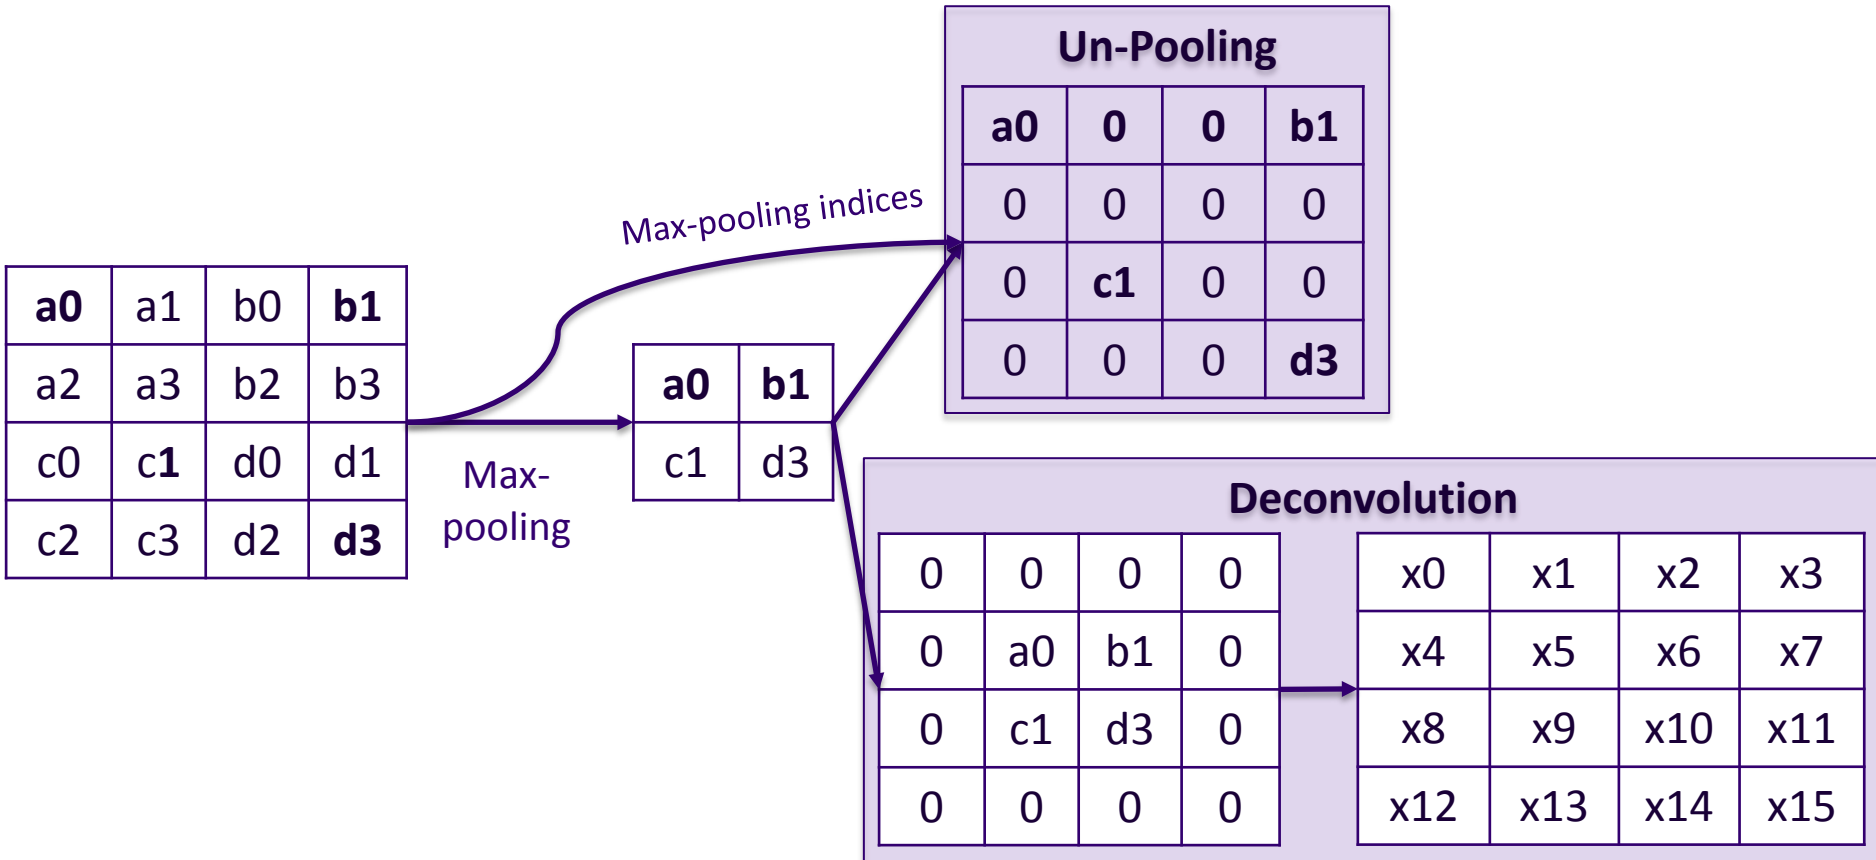 Un-Pooling
a0 0 0 b1
0 0 0 0
0 c1 0 0
0 0 0 d3
Max-pooling indices
a0 a1 b0 b1
a2 a3 b2 b3
c0 c1 d0 d1
c2 c3 d2 d3
Max-
pooling
a0 b1
c1 d3
Deconvolution
0 0 0 0
0 a0 b1 0
0 c1 d3 0
0 0 0 0
x0 x1 x2 x3
x4 x5 x6 x7
x8 x9 x10 x11
x12 x13 x14 x15